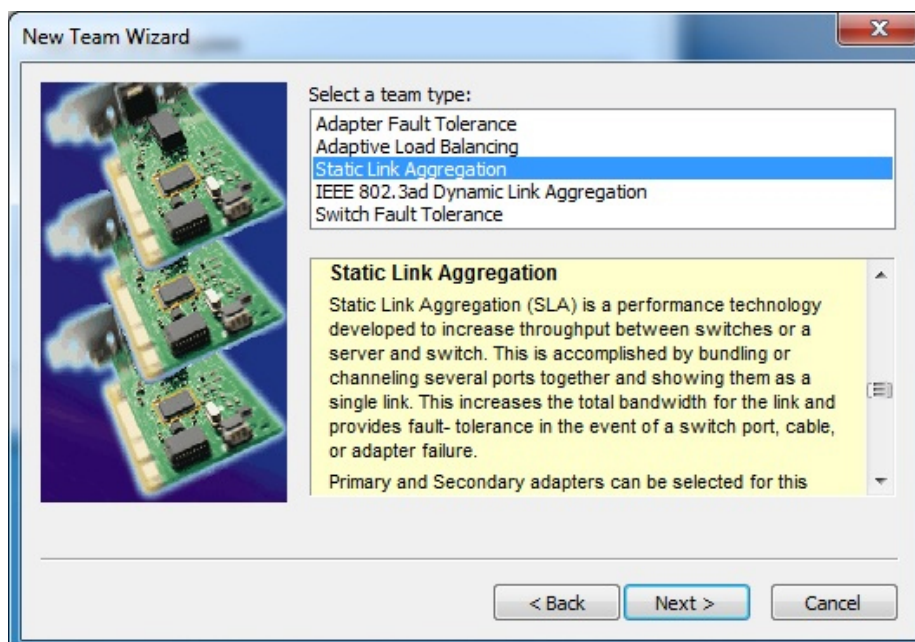 New Team Wizard
Select a team type:
Adapter Fault Tolerance
Adaptive Load Balancing
Static Link Aggregation
IEEE 802.3ad Dynamic Link Aggregation
Switch Fault Tolerance
Static Link Aggregation
Static Link Aggregation (SLA) is a performance technology
developed to increase throughput between switches or a
server and switch. This is accomplished by bundling or
channeling several ports together and showing them as a
single link. This increases the total bandwidth for the link and
provides fault- tolerance in the event of a switch port, cable,
or adapter failure.
Primary and Secondary adapters can be selected for this
< Back
Next >
Cancel